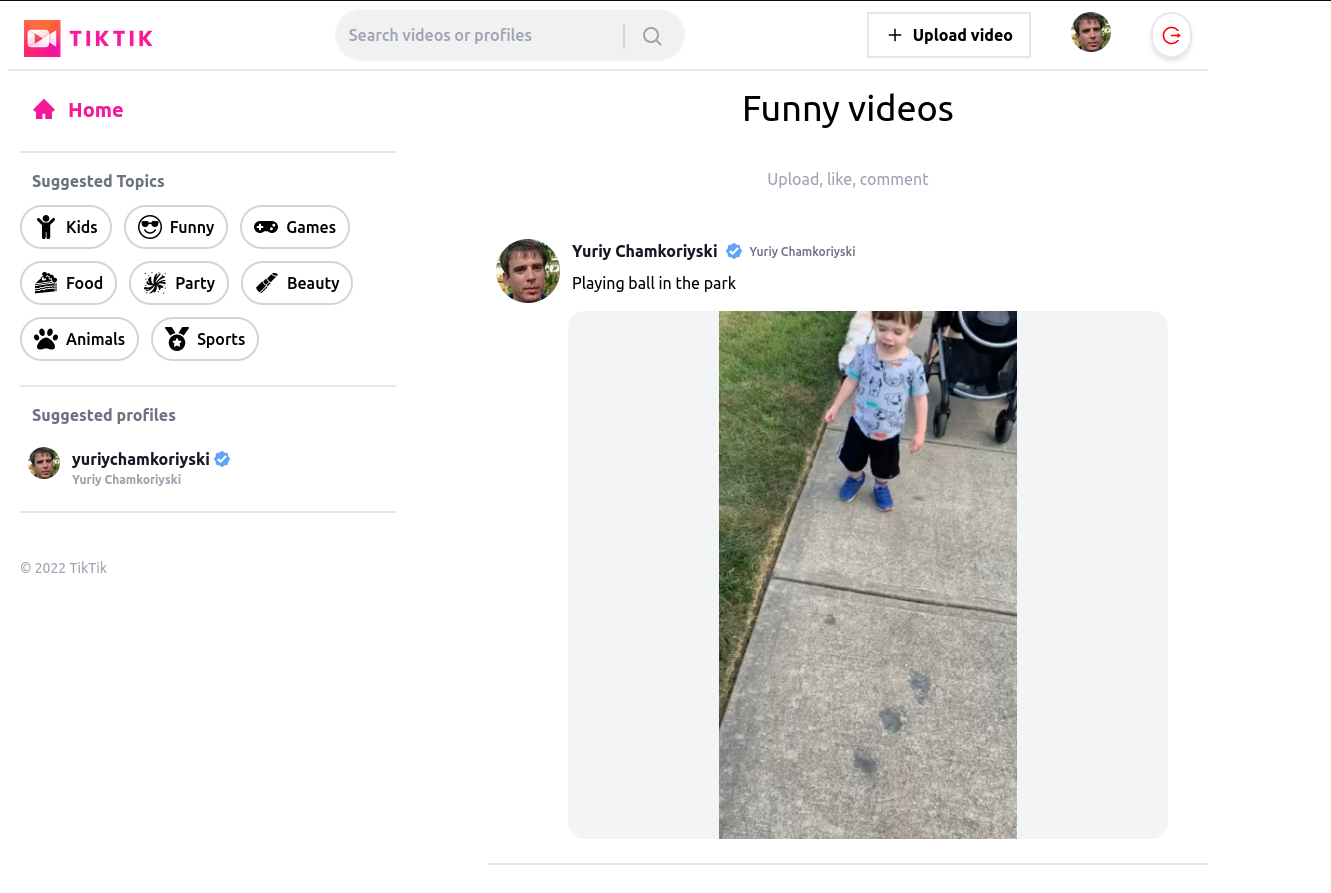 TIKTIK
Search videos or profiles
Upload video
Home
Funny videos
Suggested Topics
Upload, like, comment
Kids
Funny
Games
Yuriy Chamkoriyski Yuriy Chamkoriyski
Food
Party
Beauty
Playing ball in the park
Animals
Sports
Suggested profiles
yuriychamkoriyski
Yuriy Chamkoriyski
© 2022 TikTik